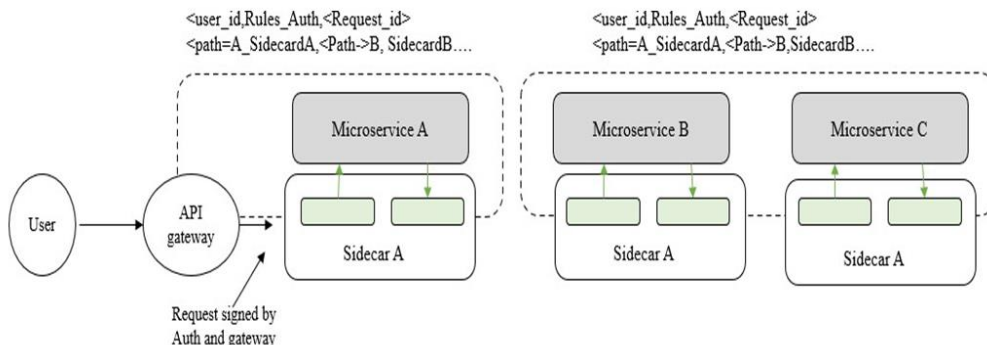 <user_id,Rules_Auth,<Request_id>
<path=A_SidecardA,<Path->B, SidecardB....
<user_id,Rules_Auth,<Request_id>
<path=A_SidecardA,<Path->B,SidecardB....
Microservice A
Microservice B
Microservice C
User
API
gateway
Sidecar A
Sidecar A
Sidecar A
Request signed by
Auth and gateway